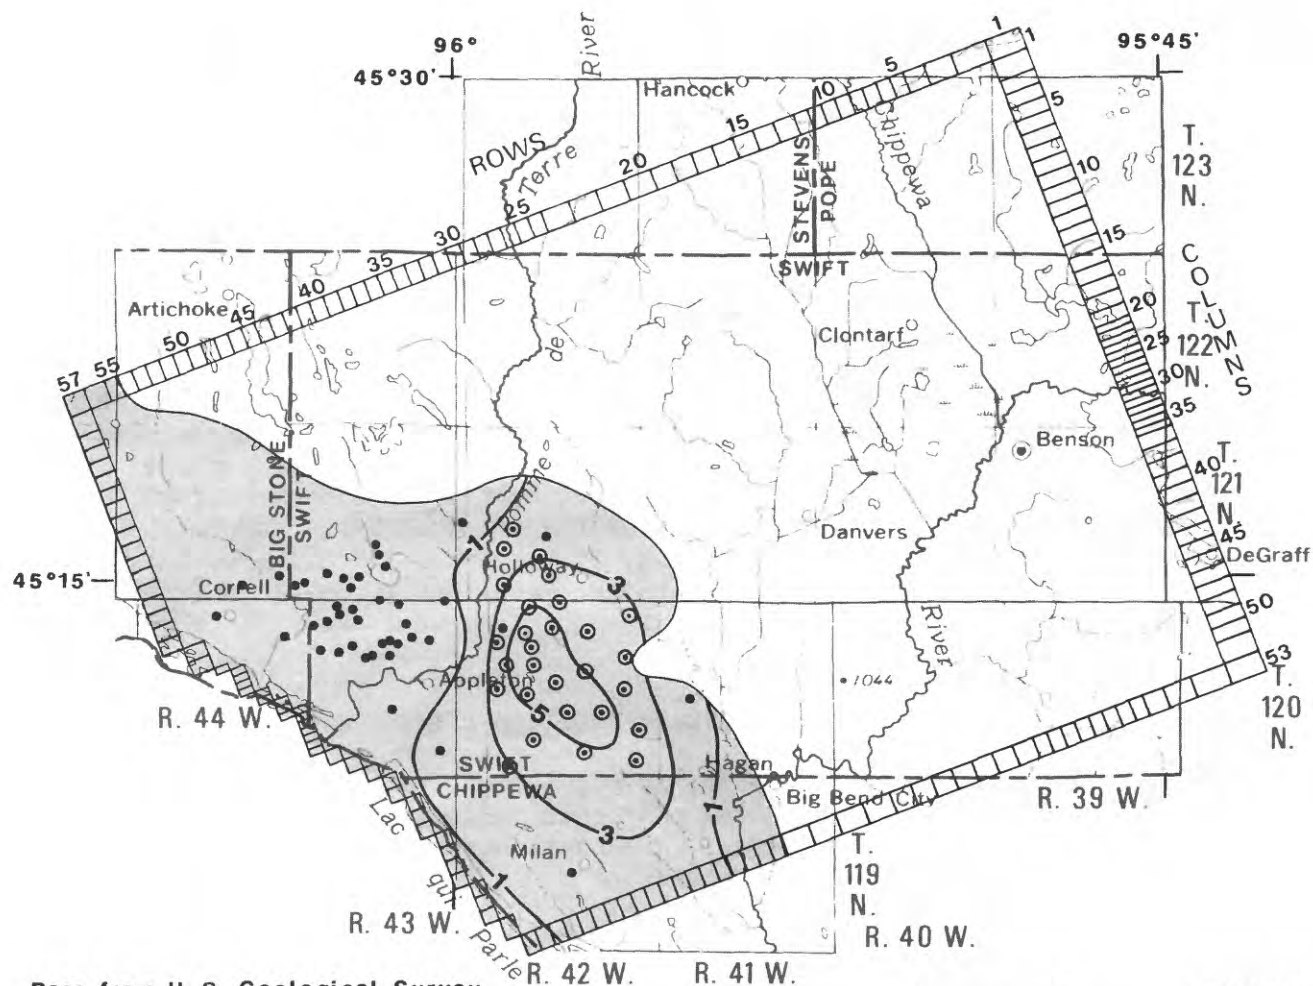 1
1
96°
River
95°45'
45°30'
5
Hancock
10
5
Chippewa
15
T.
123
N.
ROWS
Terre
STEVENS
POPE
10
20
25
15
30
SWIFT
35
COLUMNS
40
Artichoke
45
50
20
T.
122
N.
Clontarf
25
de
55
57
30
35
Benson
BIG STONE
SWIFT
Pomme
40
T.
121
N.
Danvers
45
1
DeGraff
45°15'
Correll
Holloway
3
50
River
53
Appleton
1044
T.
120
N.
R. 44 W.
5
SWIFT
CHIPPEWA
Hagan
Big Bend City
R. 39 W.
Lac
qui
Parle
1
3
Milan
T.
119
N.
1
R. 43 W.
R. 40 W.
R. 42 W.
R. 41 W.
Base from U.S. Geological Survey